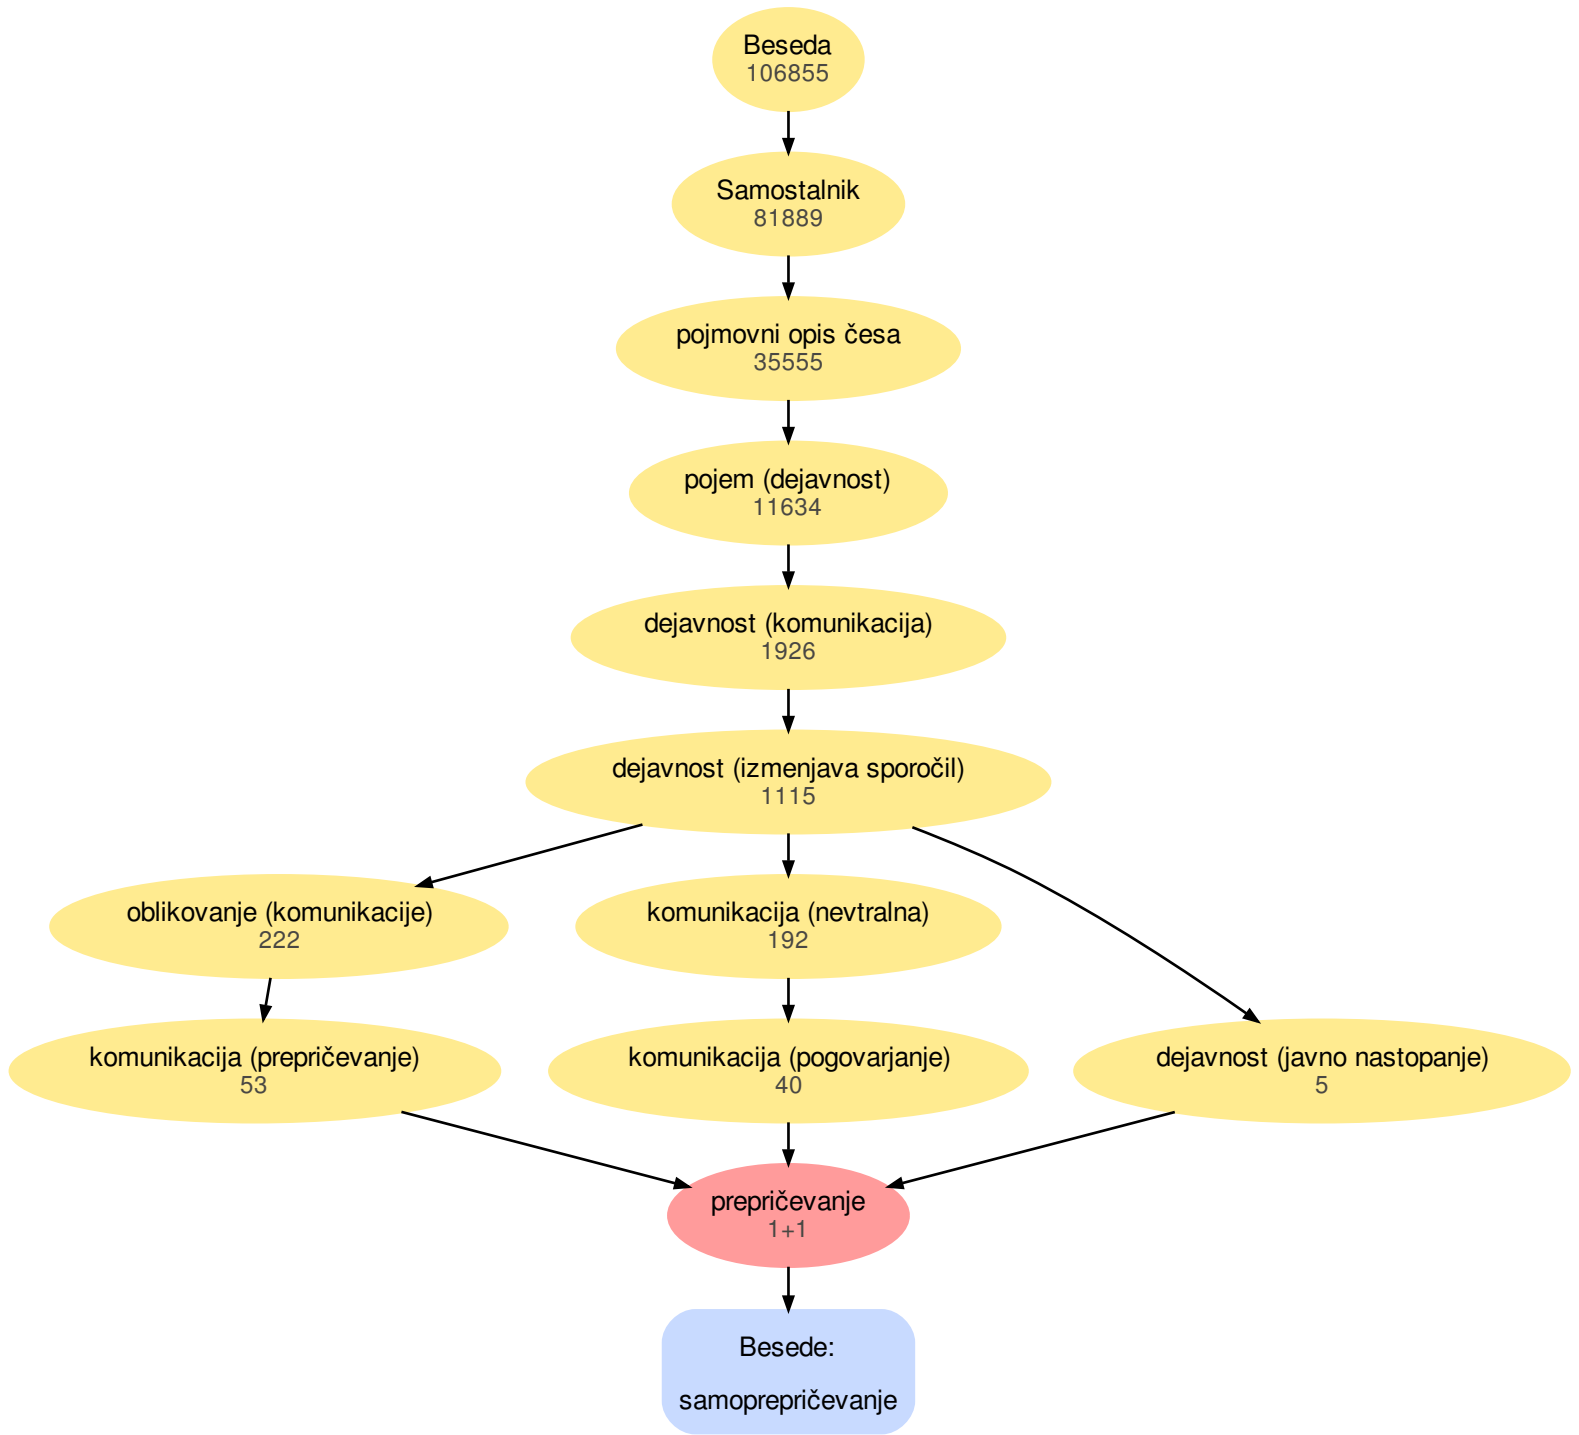 Beseda
106855
Samostalnik
81889
pojmovni opis česa
35555
pojem (dejavnost)
11634
dejavnost (komunikacija)
1926
dejavnost (izmenjava sporočil)
1115
oblikovanje (komunikacije)
222
komunikacija (nevtralna)
192
komunikacija (prepričevanje)
53
komunikacija (pogovarjanje)
40
dejavnost (javno nastopanje)
5
prepričevanje
1+1
Besede:
samoprepričevanje